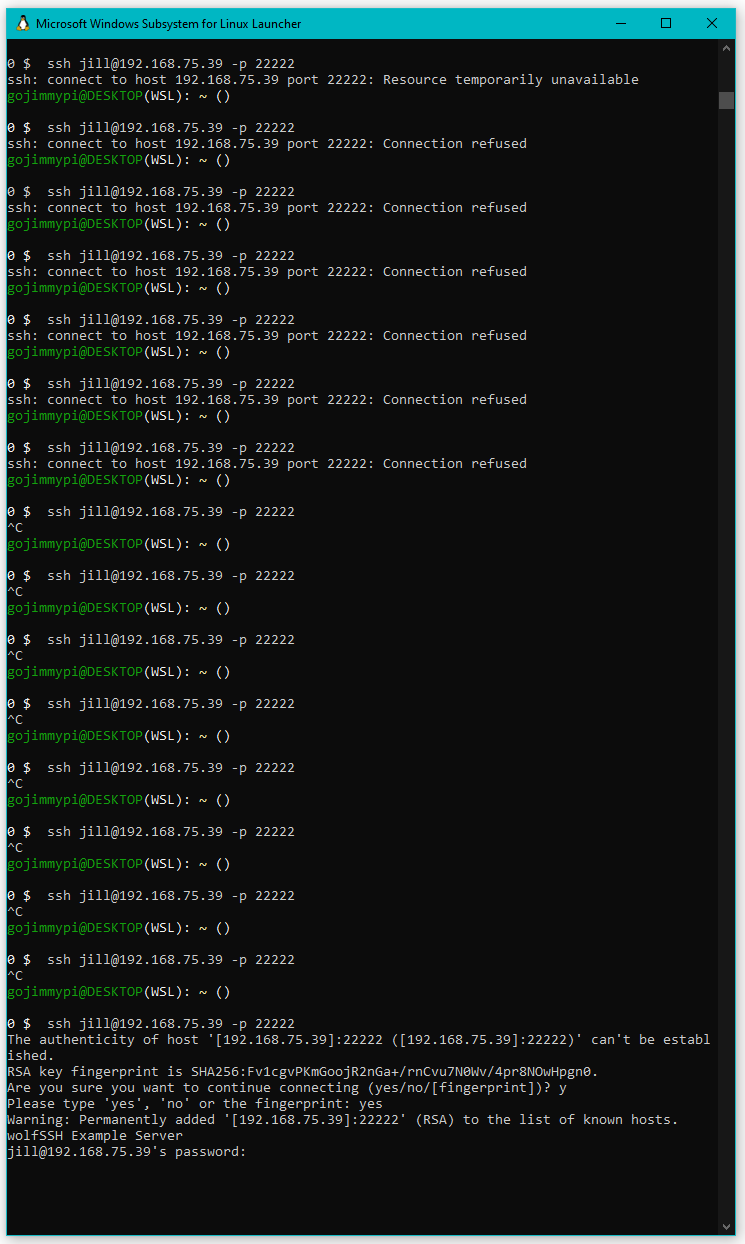 Microsoft Windows Subsystem for Linux Launcher
0 $  ssh jill@192.168.75.39 -p 22222
ssh: connect to host 192.168.75.39 port 22222: Resource temporarily unavailable
gojimmypi@DESKTOP(WSL): ~ ()
0 $  ssh jill@192.168.75.39 -p 22222
ssh: connect to host 192.168.75.39 port 22222: Connection refused
gojimmypi@DESKTOP(WSL): ~ ()
0 $  ssh jill@192.168.75.39 -p 22222
ssh: connect to host 192.168.75.39 port 22222: Connection refused
gojimmypi@DESKTOP(WSL): ~ ()
0 $  ssh jill@192.168.75.39 -p 22222
ssh: connect to host 192.168.75.39 port 22222: Connection refused
gojimmypi@DESKTOP(WSL): ~ ()
0 $  ssh jill@192.168.75.39 -p 22222
ssh: connect to host 192.168.75.39 port 22222: Connection refused
gojimmypi@DESKTOP(WSL): ~ ()
0 $  ssh jill@192.168.75.39 -p 22222
ssh: connect to host 192.168.75.39 port 22222: Connection refused
gojimmypi@DESKTOP(WSL): ~ ()
0 $  ssh jill@192.168.75.39 -p 22222
ssh: connect to host 192.168.75.39 port 22222: Connection refused
gojimmypi@DESKTOP(WSL): ~ ()
0 $  ssh jill@192.168.75.39 -p 22222
^C
gojimmypi@DESKTOP(WSL): ~ ()
0 $  ssh jill@192.168.75.39 -p 22222
^C
gojimmypi@DESKTOP(WSL): ~ ()
0 $  ssh jill@192.168.75.39 -p 22222
^C
gojimmypi@DESKTOP(WSL): ~ ()
0 $  ssh jill@192.168.75.39 -p 22222
^C
gojimmypi@DESKTOP(WSL): ~ ()
0 $  ssh jill@192.168.75.39 -p 22222
^C
gojimmypi@DESKTOP(WSL): ~ ()
0 $  ssh jill@192.168.75.39 -p 22222
^C
gojimmypi@DESKTOP(WSL): ~ ()
0 $  ssh jill@192.168.75.39 -p 22222
^C
gojimmypi@DESKTOP(WSL): ~ ()
0 $  ssh jill@192.168.75.39 -p 22222
^C
gojimmypi@DESKTOP(WSL): ~ ()
0 $  ssh jill@192.168.75.39 -p 22222
The authenticity of host '[192.168.75.39]:22222 ([192.168.75.39]:22222)' can't be establ
ished.
RSA key fingerprint is SHA256:Fv1cgvPKmGoojR2nGa+/rnCvu7N0Wv/4pr8NOwHpgn0.
Are you sure you want to continue connecting (yes/no/[fingerprint])? y
Please type 'yes', 'no' or the fingerprint: yes
Warning: Permanently added '[192.168.75.39]:22222' (RSA) to the list of known hosts.
wolfSSH Example Server
jill@192.168.75.39's password: